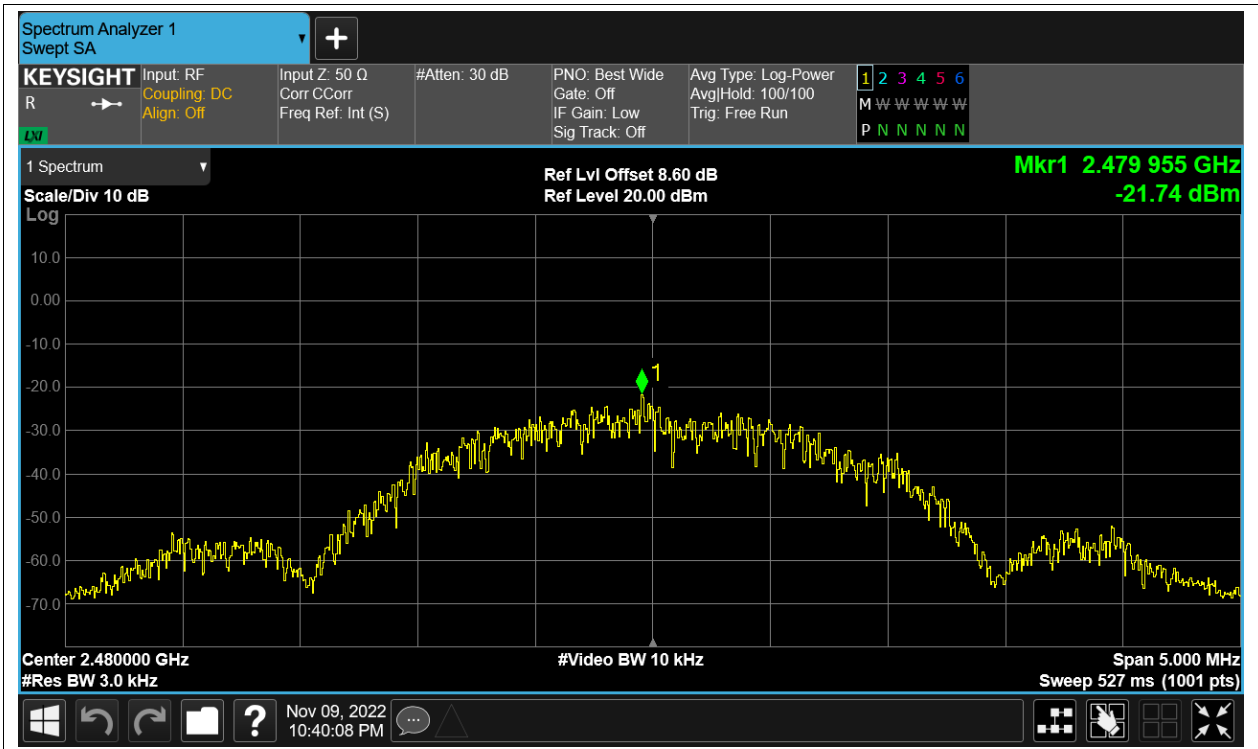 Spectrum Analyzer 1
Swept SA
+
KEYSIGHT Input: RF Input Z: 50 Ω #Atten: 30 dB PNO: Best Wide Avg Type: Log-Power 1 2 3 4 5 6
R Coupling: DC Corr CCorr Gate: Off Avg|Hold: 100/100 M W W W W W
Align: Off Freq Ref: Int (S) IF Gain: Low Trig: Free Run
LXI Sig Track: Off P N N N N N
1 Spectrum Ref Lvl Offset 8.60 dB Mkr1 2.479 955 GHz
Scale/Div 10 dB Ref Level 20.00 dBm -21.74 dBm
Log
10.0
0.00
-10.0
1
-20.0
-30.0
-40.0
-50.0
-60.0
-70.0
Center 2.480000 GHz #Video BW 10 kHz Span 5.000 MHz
#Res BW 3.0 kHz Sweep 527 ms (1001 pts)
? Nov 09, 2022
10:40:08 PM